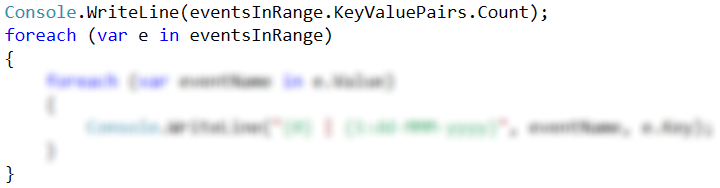 Console.WriteLine(eventsInRange.KeyValuePairs.Count);
foreach (var e in eventsInRange)
{
foreach (var eventName in e.Value)
{
Console.WriteLine("{0} | {1:dd-MMM-yyyy}", eventName, e.Key);
}
}